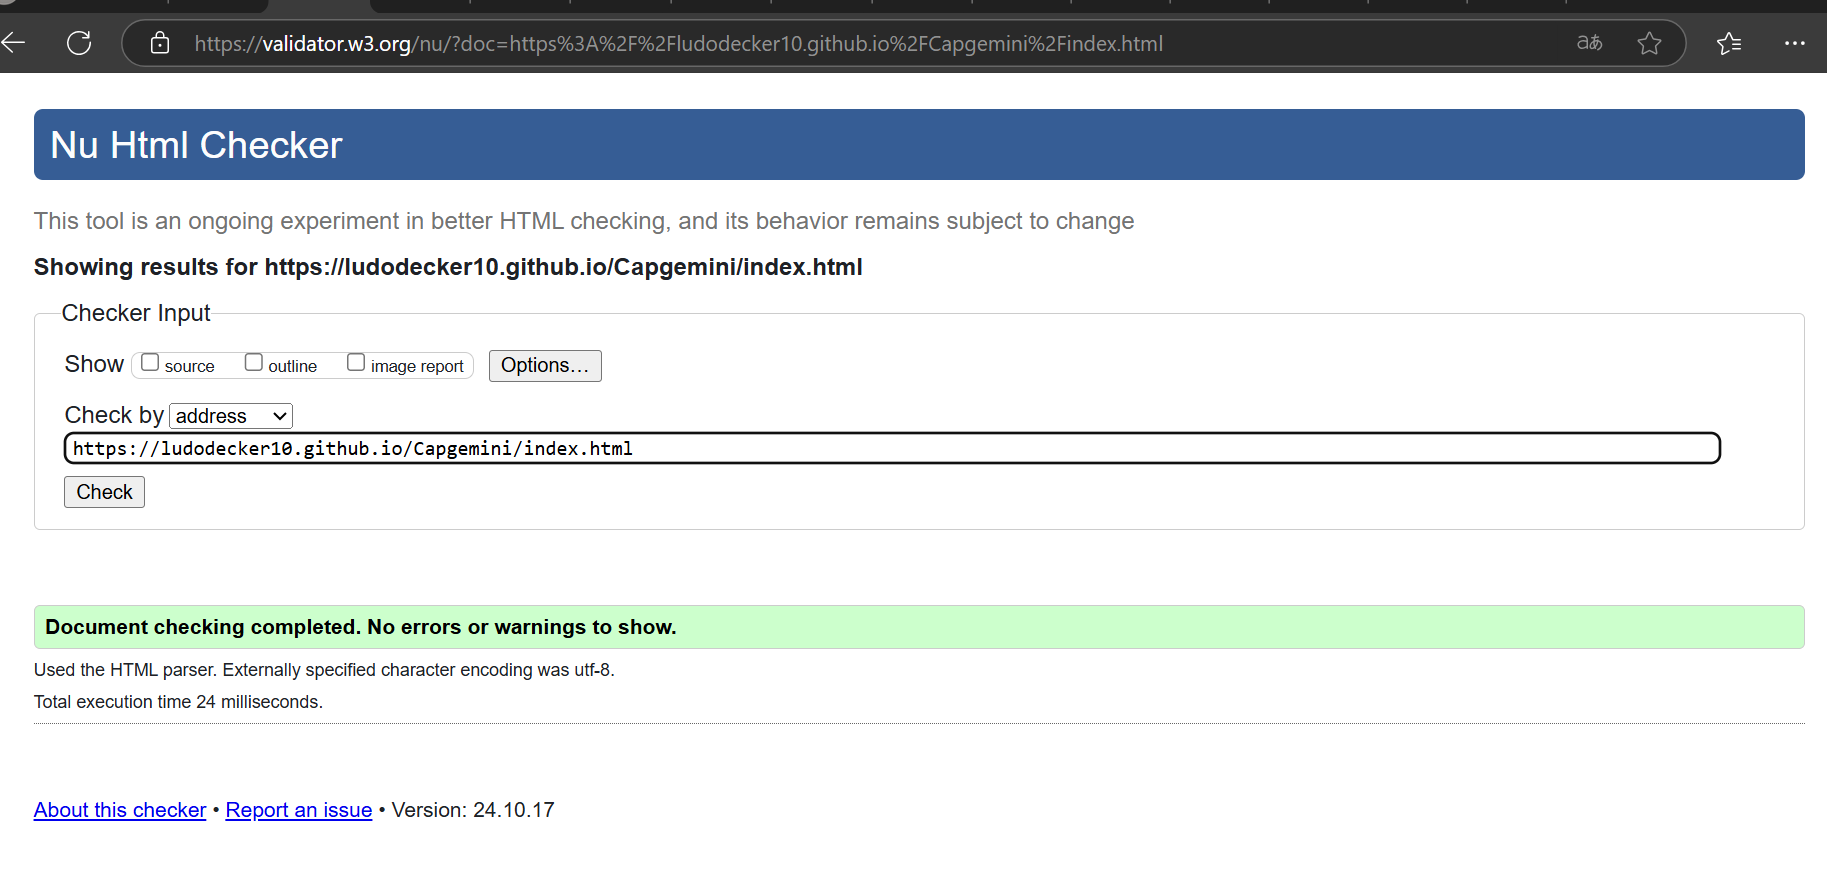 https://validator.w3.org/nu/?doc=https%3A%2F%2Fludodecker10.github.io%2FCapgemini%2Findex.html
aあ
Nu Html Checker
This tool is an ongoing experiment in better HTML checking, and its behavior remains subject to change
Showing results for https://ludodecker10.github.io/Capgemini/index.html
Checker Input
Show source outline image report Options…
Check by address
https://ludodecker10.github.io/Capgemini/index.html
Check
Document checking completed. No errors or warnings to show.
Used the HTML parser. Externally specified character encoding was utf-8.
Total execution time 24 milliseconds.
About this checker • Report an issue • Version: 24.10.17